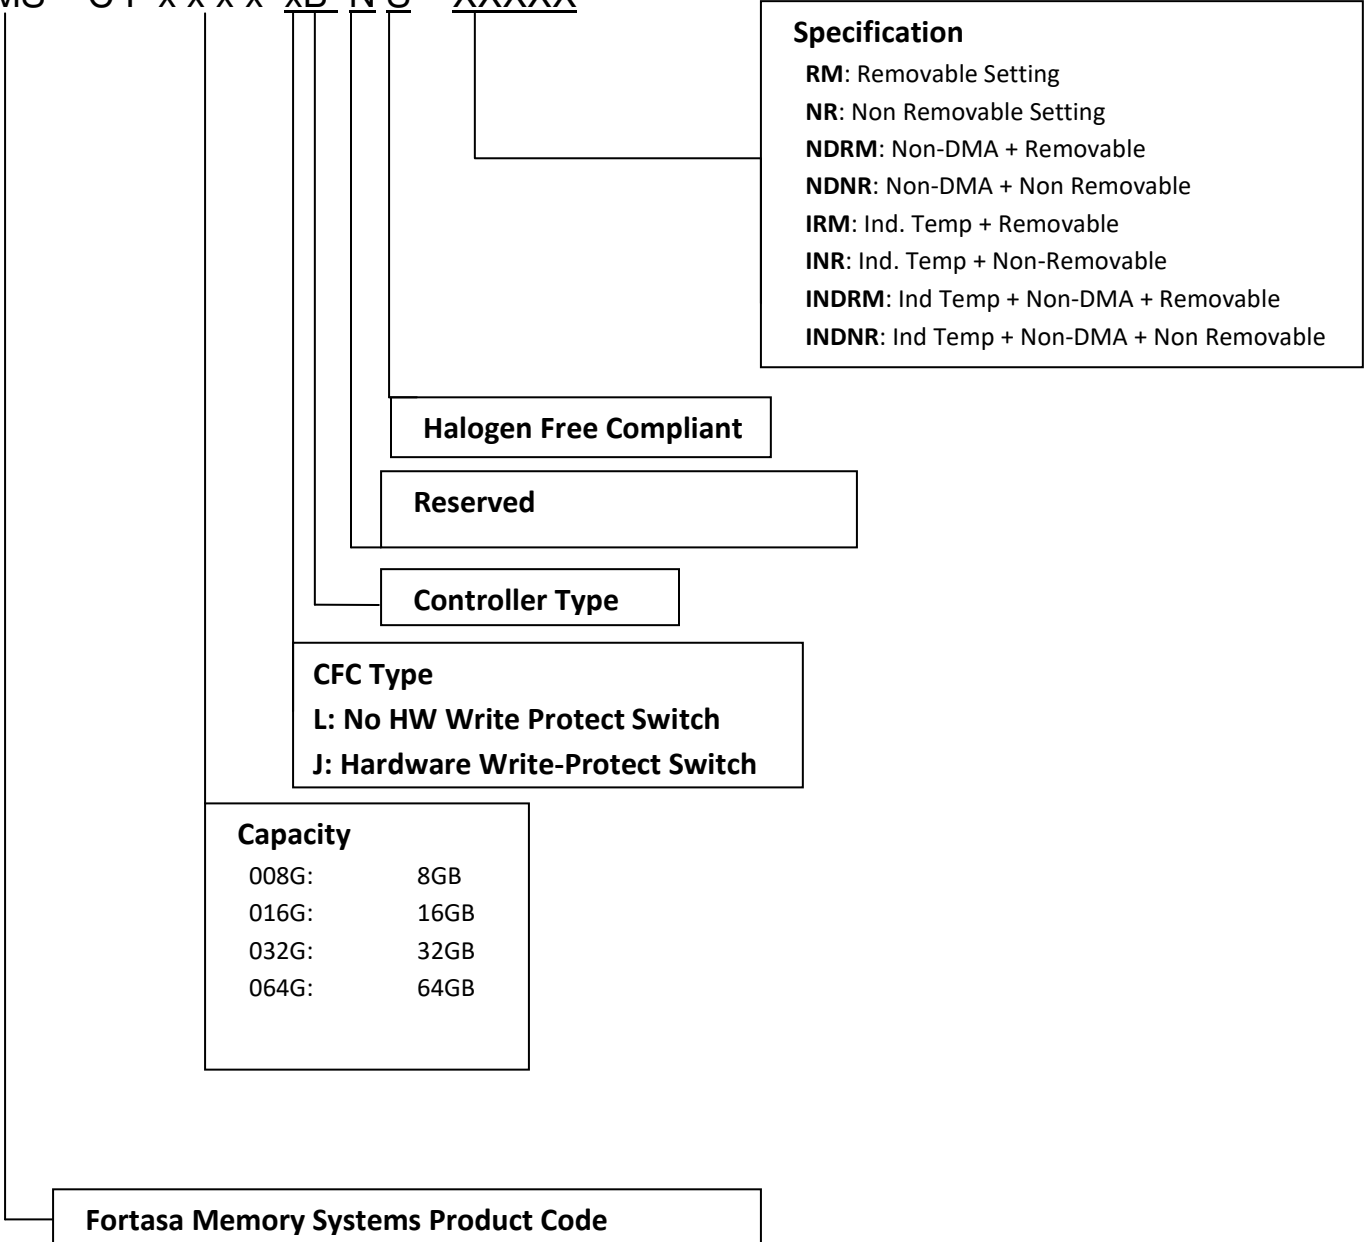 xxxxx
Specification
RM: Removable Setting
NR: Non Removable Setting
NDRM: Non-DMA + Removable
NDNR: Non-DMA + Non Removable
IRM: Ind. Temp + Removable
INR: Ind. Temp + Non-Removable
INDRM: Ind Temp + Non-DMA + Removable
INDNR: Ind Temp + Non-DMA + Non Removable
Halogen Free Compliant
Reserved
Controller Type
CFC Type
L: No HW Write Protect Switch
J: Hardware Write-Protect Switch
Capacity
008G: 8GB
016G: 16GB
032G: 32GB
064G: 64GB
Fortasa Memory Systems Product Code